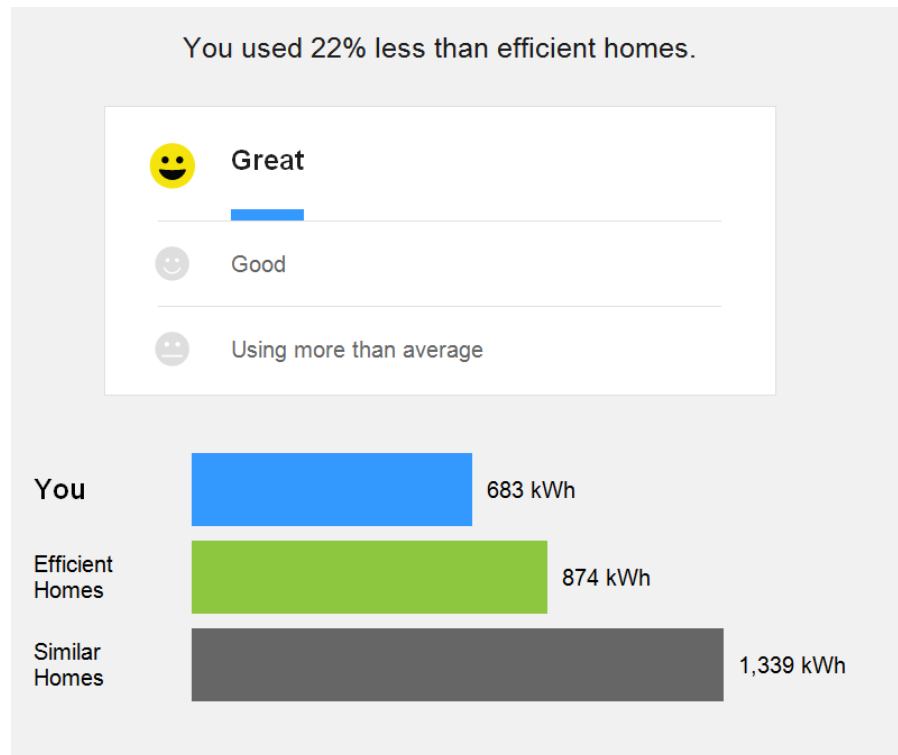 You used 22% less than efficient homes.
Great
Good
Using more than average
You
683 kWh
Efficient
Homes
874 kWh
Similar
Homes
1,339 kWh